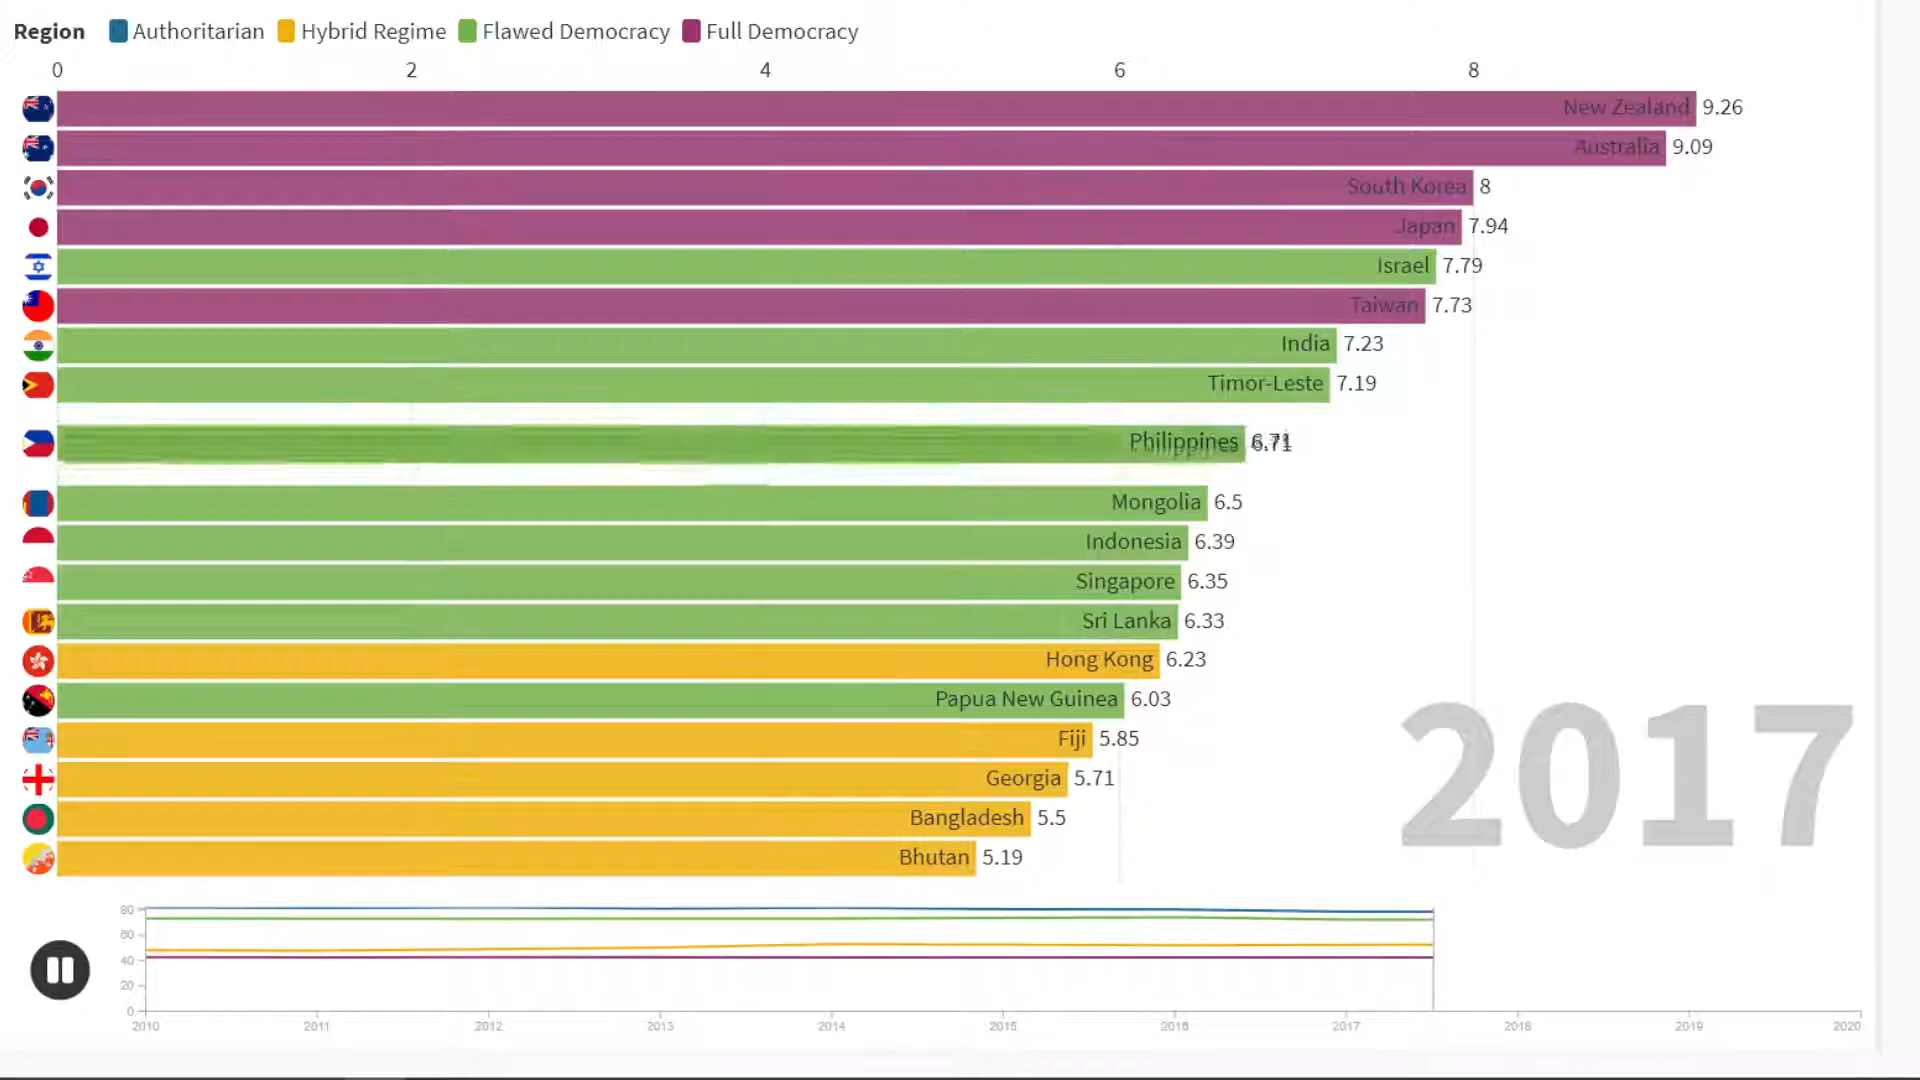 Region Authoritarian Hybrid Regime Flawed Democracy Full Democracy
0 2 4 6 8
New Zealand 9.26
Australia 9.09
South Korea 8
Japan 7.94
Israel 7.79
Taiwan 7.73
India 7.23
Timor-Leste 7.19
Philippines
Mongolia 6.5
Indonesia 6.39
Singapore 6.35
Sri Lanka 6.33
Hong Kong 6.23
Papua New Guinea 6.03
Fiji 5.85
Georgia 5.71
Bangladesh 5.5
Bhutan 5.19
2017
80
60
40
20
0
2010 2011 2012 2013 2014 2015 2016 2017 2018 2019 2020